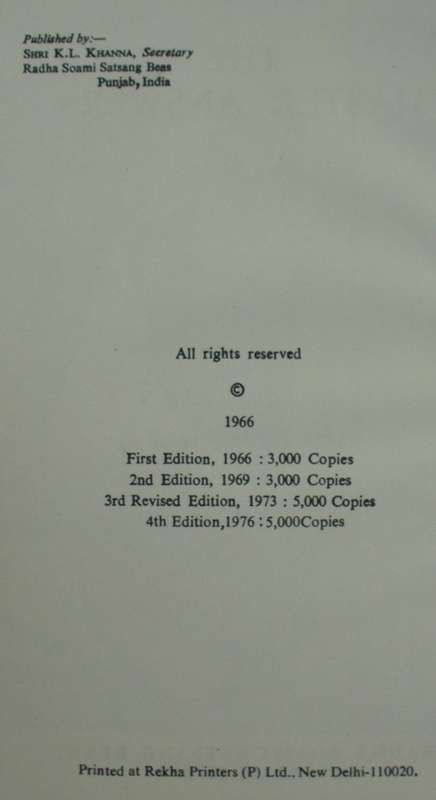 Published by:—
SHRI K.L. KHANNA, Secretary
Radha Soami Satsang Beas
Punjab, India
All rights reserved
©
1966
First Edition, 1966 : 3,000 Copies
2nd Edition, 1969 : 3,000 Copies
3rd Revised Edition, 1973 : 5,000 Copies
4th Edition,1976 : 5,000Copies
Printed at Rekha Printers (P) Ltd., New Delhi-110020.